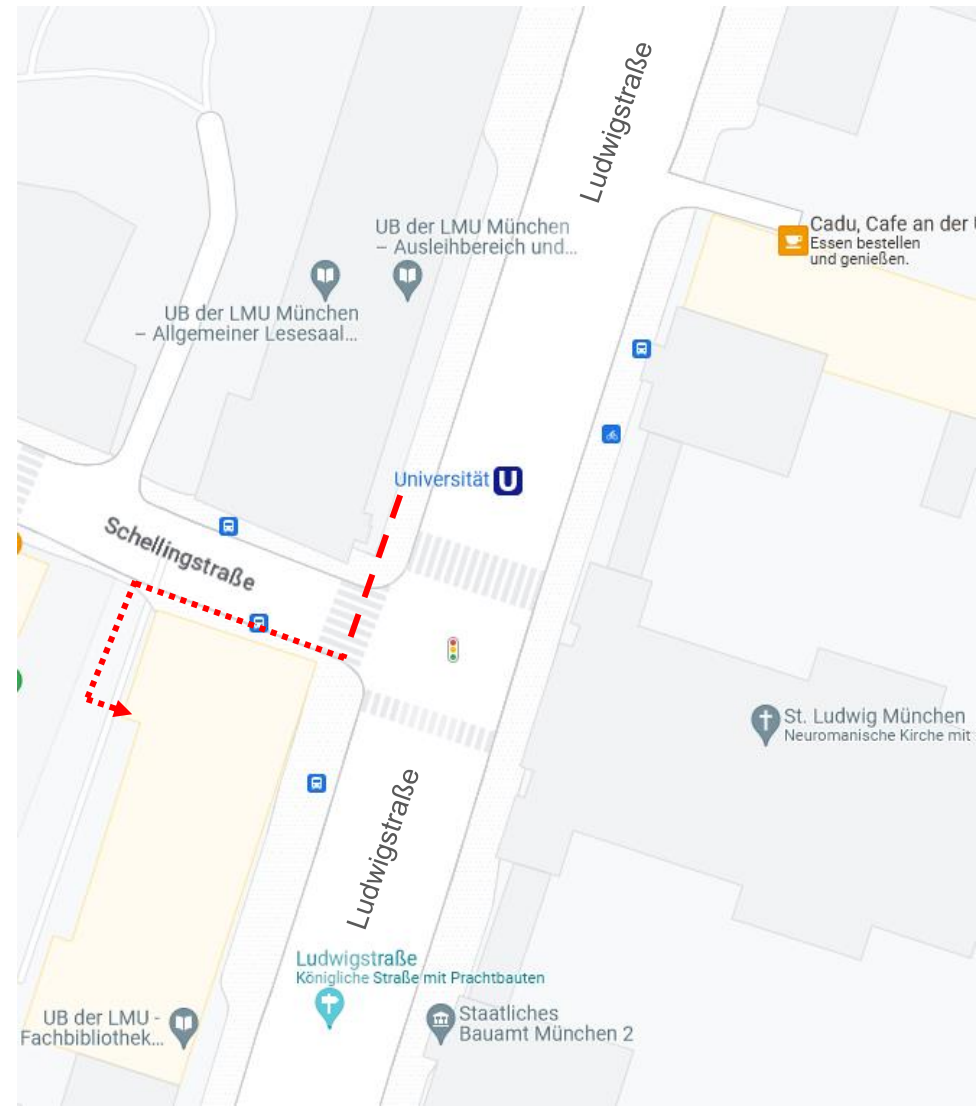 Ludwigstraße
UB der LMU München
– Ausleihbereich und...
Cadu, Cafe an der
Essen bestellen
und genießen.
UB der LMU München
– Allgemeiner Lesesaal...
Universität U
Schellingstraße
St. Ludwig München
Neuromanische Kirche mit
Ludwigstraße
Ludwigstraße
Königliche Straße mit Prachtbauten
UB der LMU -
Fachbibliothek...
Staatliches
Bauamt München 2